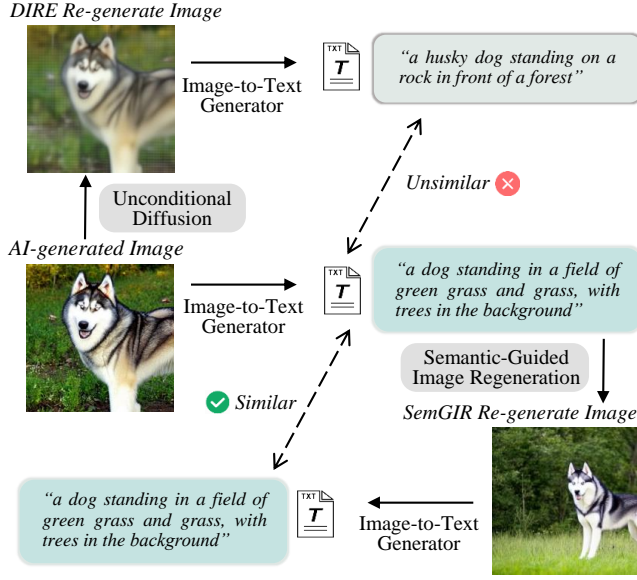 DIRE Re-generate Image
TXT
T
Image-to-Text
Generator
“a husky dog standing on a
rock in front of a forest”
Unconditional
Diffusion
Unsimilar
AI-generated Image
TXT
T
Image-to-Text
Generator
“a dog standing in a field of
green grass and grass, with
trees in the background”
Semantic-Guided
Image Regeneration
Similar
SemGIR Re-generate Image
“a dog standing in a field of
green grass and grass, with
trees in the background”
TXT
T
Image-to-Text
Generator